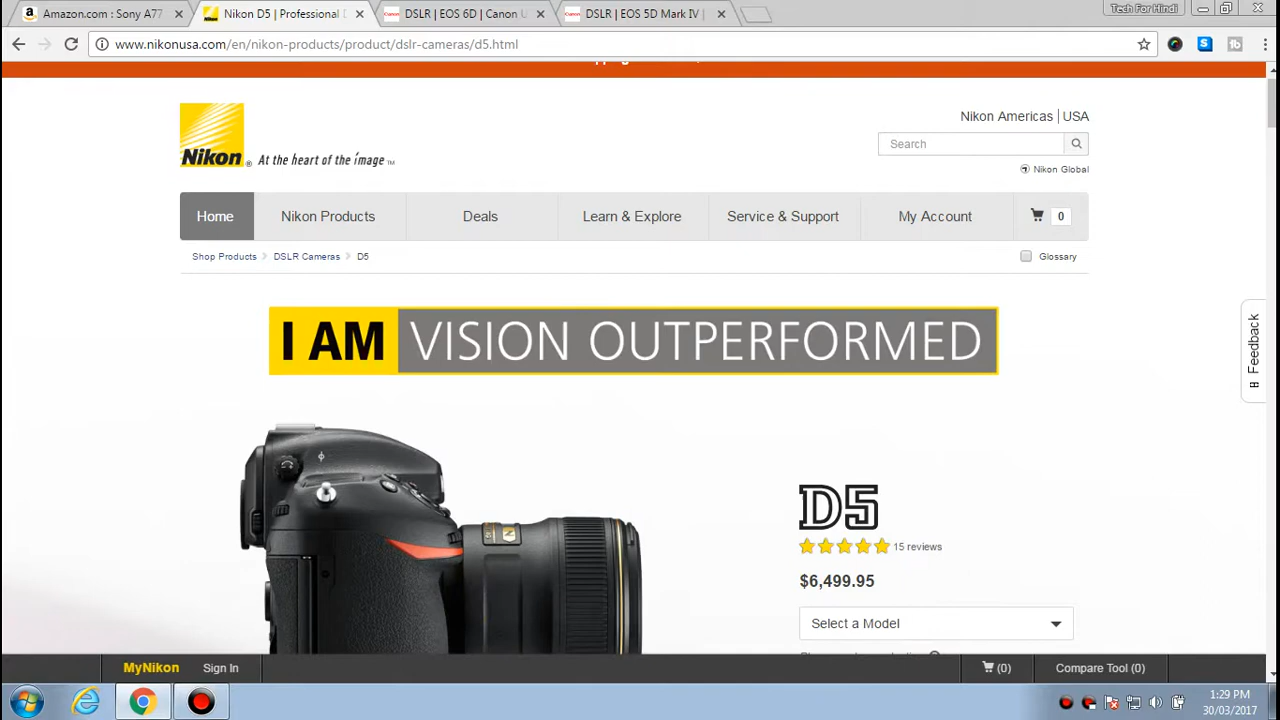 Amazon.com : Sony A77
Nikon D5 | Professional D
DSLR | EOS 6D | Canon U
DSLR | EOS 5D Mark IV |
Tech For Hindi
www.nikonusa.com/en/nikon-products/product/dslr-cameras/d5.html
Nikon Americas | USA
Nikon® At the heart of the image™
Search
Nikon Global
Home
Nikon Products
Deals
Learn & Explore
Service & Support
My Account
0
Shop Products
DSLR Cameras
D5
Glossary
I AM VISION OUTPERFORMED
Feedback
D5
15 reviews
$6,499.95
Select a Model
MyNikon
Sign In
(0)
Compare Tool (0)
1:29 PM
30/03/2017